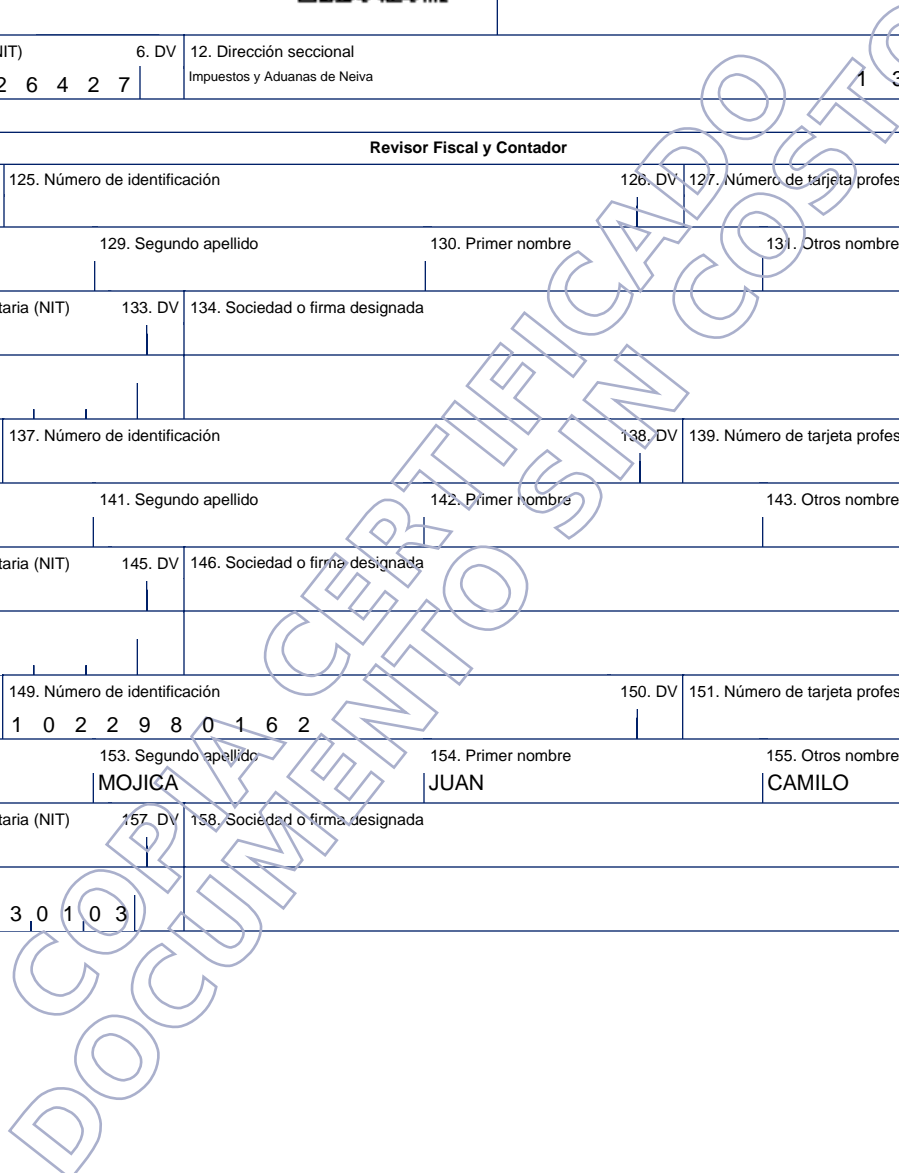 NIT) 6. DV 12. Dirección seccional
2 6 4 2 7 Impuestos y Aduanas de Neiva 1 3
Revisor Fiscal y Contador
125. Número de identificación 126. DV 127. Número de tarjeta profes
129. Segundo apellido 130. Primer nombre 131. Otros nombre
taria (NIT) 133. DV 134. Sociedad o firma designada
137. Número de identificación 138. DV 139. Número de tarjeta profes
141. Segundo apellido 142. Primer nombre 143. Otros nombre
taria (NIT) 145. DV 146. Sociedad o firma designada
149. Número de identificación 150. DV 151. Número de tarjeta profes
1 0 2 2 9 8 0 1 6 2
153. Segundo apellido 154. Primer nombre 155. Otros nombre
MOJICA JUAN CAMILO
taria (NIT) 157. DV 158. Sociedad o firma designada
3 0 1 0 3
COPIA CERTIFICADO
DOCUMENTO SIN COSTO